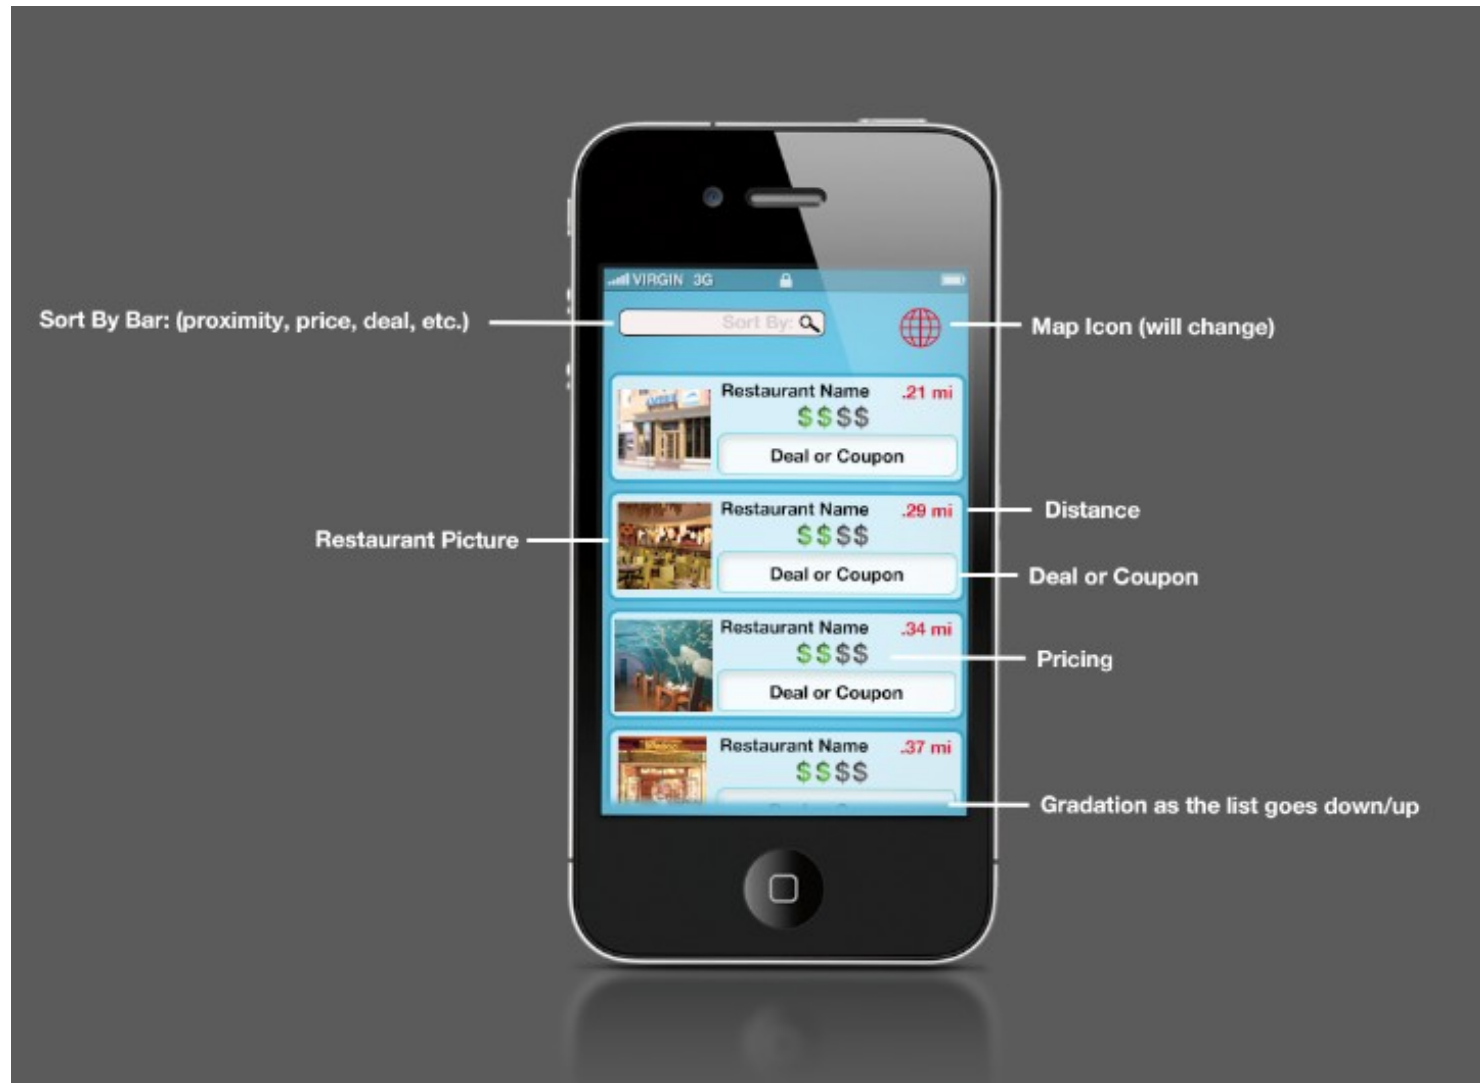 VIRGIN 3G
Sort By Bar: (proximity, price, deal, etc.)
Sort By:
Map Icon (will change)
Restaurant Name .21 mi
$$$$
Deal or Coupon
Restaurant Name .29 mi
Distance
$$$$
Restaurant Picture
Deal or Coupon
Deal or Coupon
Restaurant Name .34 mi
$$$$
Pricing
Deal or Coupon
Restaurant Name .37 mi
$$$$
Gradation as the list goes down/up